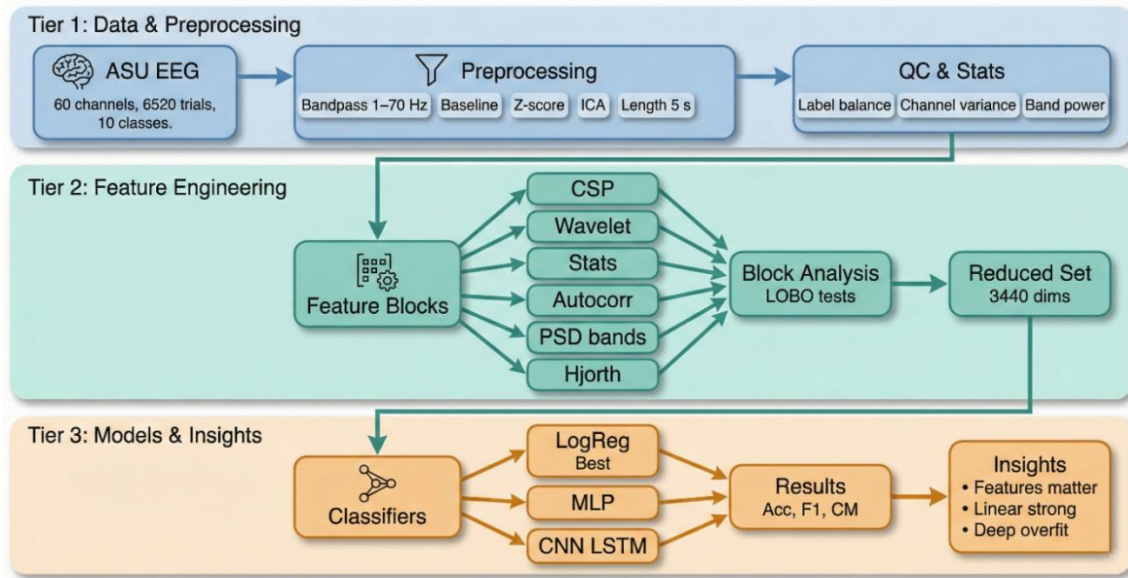 Tier 1: Data & Preprocessing
ASU EEG
60 channels, 6520 trials,
10 classes.
Preprocessing
Bandpass 1–70 Hz
Baseline
Z-score
ICA
Length 5 s
QC & Stats
Label balance
Channel variance
Band power
Tier 2: Feature Engineering
Feature Blocks
CSP
Wavelet
Stats
Autocorr
PSD bands
Hjorth
Block Analysis
LOBO tests
Reduced Set
3440 dims
Tier 3: Models & Insights
Classifiers
LogReg
Best
MLP
CNN LSTM
Results
Acc, F1, CM
Insights
• Features matter
• Linear strong
• Deep overfit